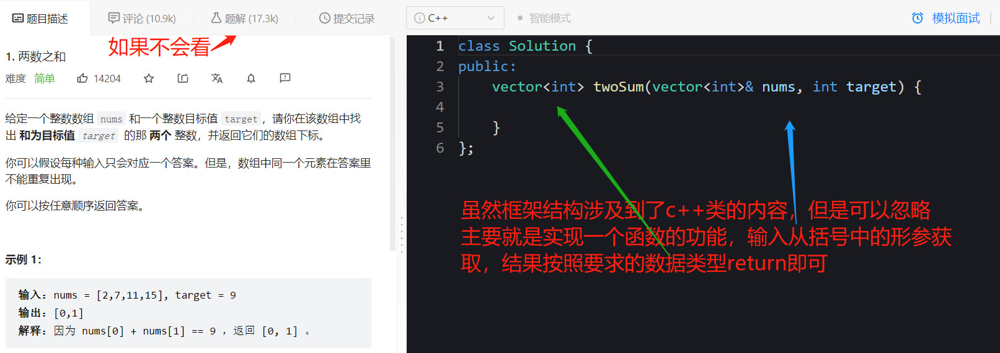 题目描述
评论 (10.9k)
题解 (17.3k)
提交记录
C++
智能模式
模拟面试
如果不会看
1. 两数之和
难度 简单 14204
给定一个整数数组 nums 和一个整数目标值 target，请你在该数组中找
出 和为目标值 target 的那 两个 整数，并返回它们的数组下标。
你可以假设每种输入只会对应一个答案。但是，数组中同一个元素在答案里
不能重复出现。
你可以按任意顺序返回答案。
示例 1：
输入：nums = [2,7,11,15], target = 9
输出：[0,1]
解释：因为 nums[0] + nums[1] == 9 ，返回 [0, 1] 。
1 class Solution {
2 public:
3 vector<int> twoSum(vector<int>& nums, int target) {
4
5 }
6 };
虽然框架结构涉及到了c++类的内容，但是可以忽略
主要就是实现一个函数的功能，输入从括号中的形参获
取，结果按照要求的数据类型return即可